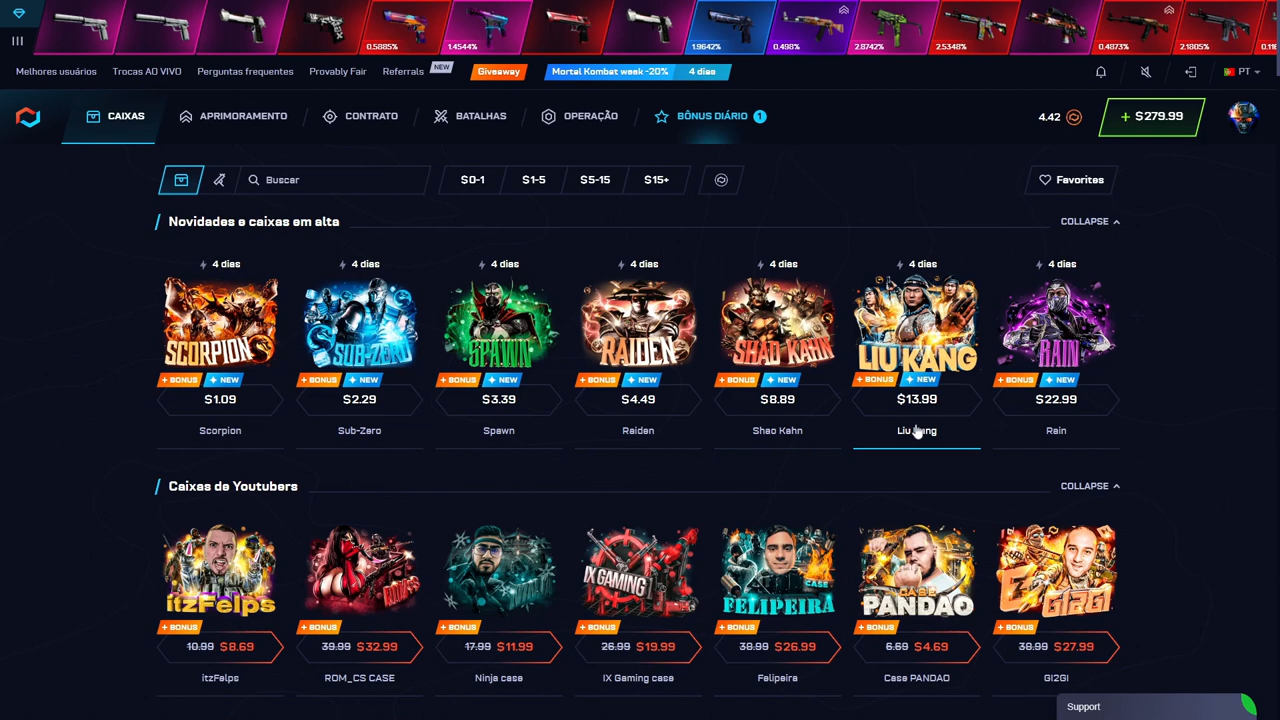 0.5885%
1.4544%
1.9642%
0.498%
2.8742%
2.5348%
0.4873%
2.1805%
Melhores usuários
Trocas AO VIVO
Perguntas frequentes
Provably Fair
Referrals
NEW
Giveaway
Mortal Kombat week -20%
4 dias
PT
CAIXAS
APRIMORAMENTO
CONTRATO
BATALHAS
OPERAÇÃO
BÔNUS DIÁRIO 1
4.42
+ $279.99
Buscar
$0-1
$1-5
$5-15
$15+
Favoritos
Novidades e caixas em alta
COLLAPSE
4 dias
4 dias
4 dias
4 dias
4 dias
4 dias
4 dias
SCORPION
SUB-ZERO
SPAWN
RAIDEN
SHAO KAHN
LIU KANG
RAIN
+ BONUS NEW
+ BONUS NEW
+ BONUS NEW
+ BONUS NEW
+ BONUS NEW
+ BONUS NEW
+ BONUS NEW
$1.09
$2.29
$3.39
$4.49
$8.89
$13.99
$22.99
Scorpion
Sub-Zero
Spawn
Raiden
Shao Kahn
Liu Kang
Rain
Caixas de Youtubers
COLLAPSE
itzFelps
IX GAMING
CASE
FELIPEIRA
CASE
PANDAO
GI2GI
+ BONUS
+ BONUS
+ BONUS
+ BONUS
+ BONUS
+ BONUS
+ BONUS
10.99 $8.69
39.99 $32.99
17.99 $11.99
26.99 $19.99
38.99 $26.99
6.69 $4.69
38.99 $27.99
itzFelps
ROM_CS CASE
Ninja case
IX Gaming case
Felipeira
Case PANDAO
GI2GI
Support